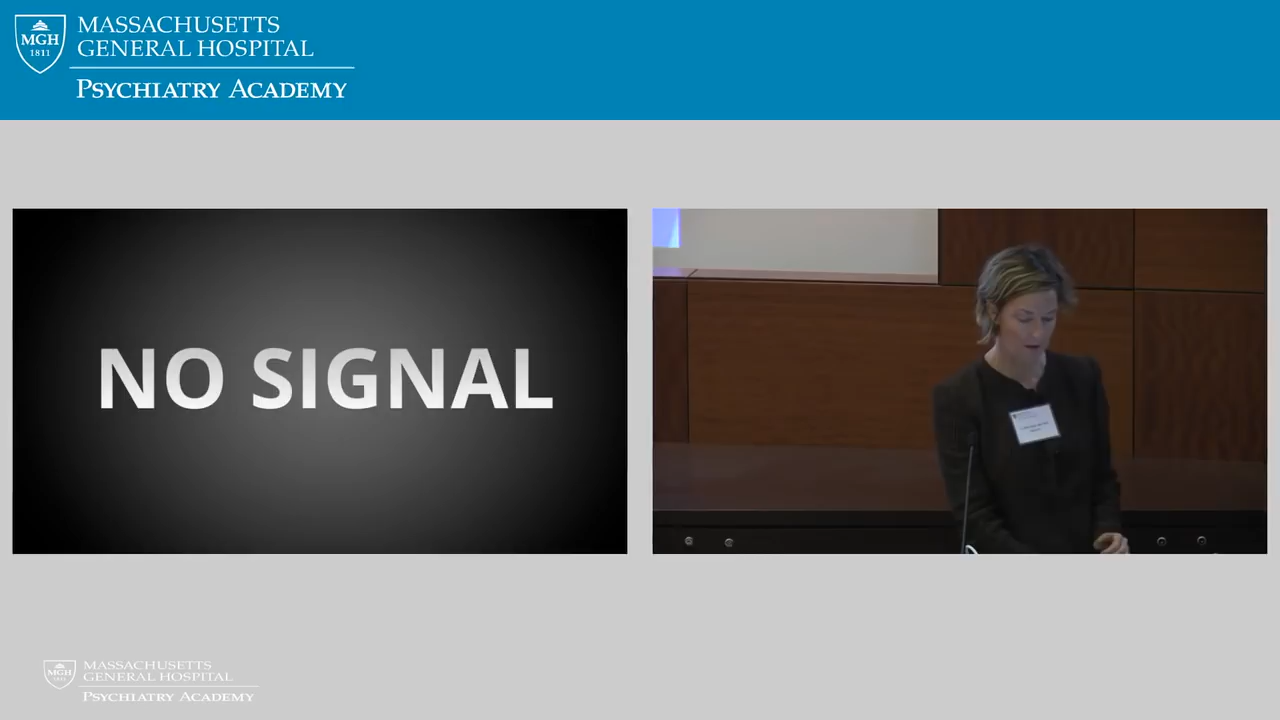 MASSACHUSETTS
GENERAL HOSPITAL
PSYCHIATRY ACADEMY
MGH
1811
NO SIGNAL
MGH
1811
MASSACHUSETTS
GENERAL HOSPITAL
PSYCHIATRY ACADEMY